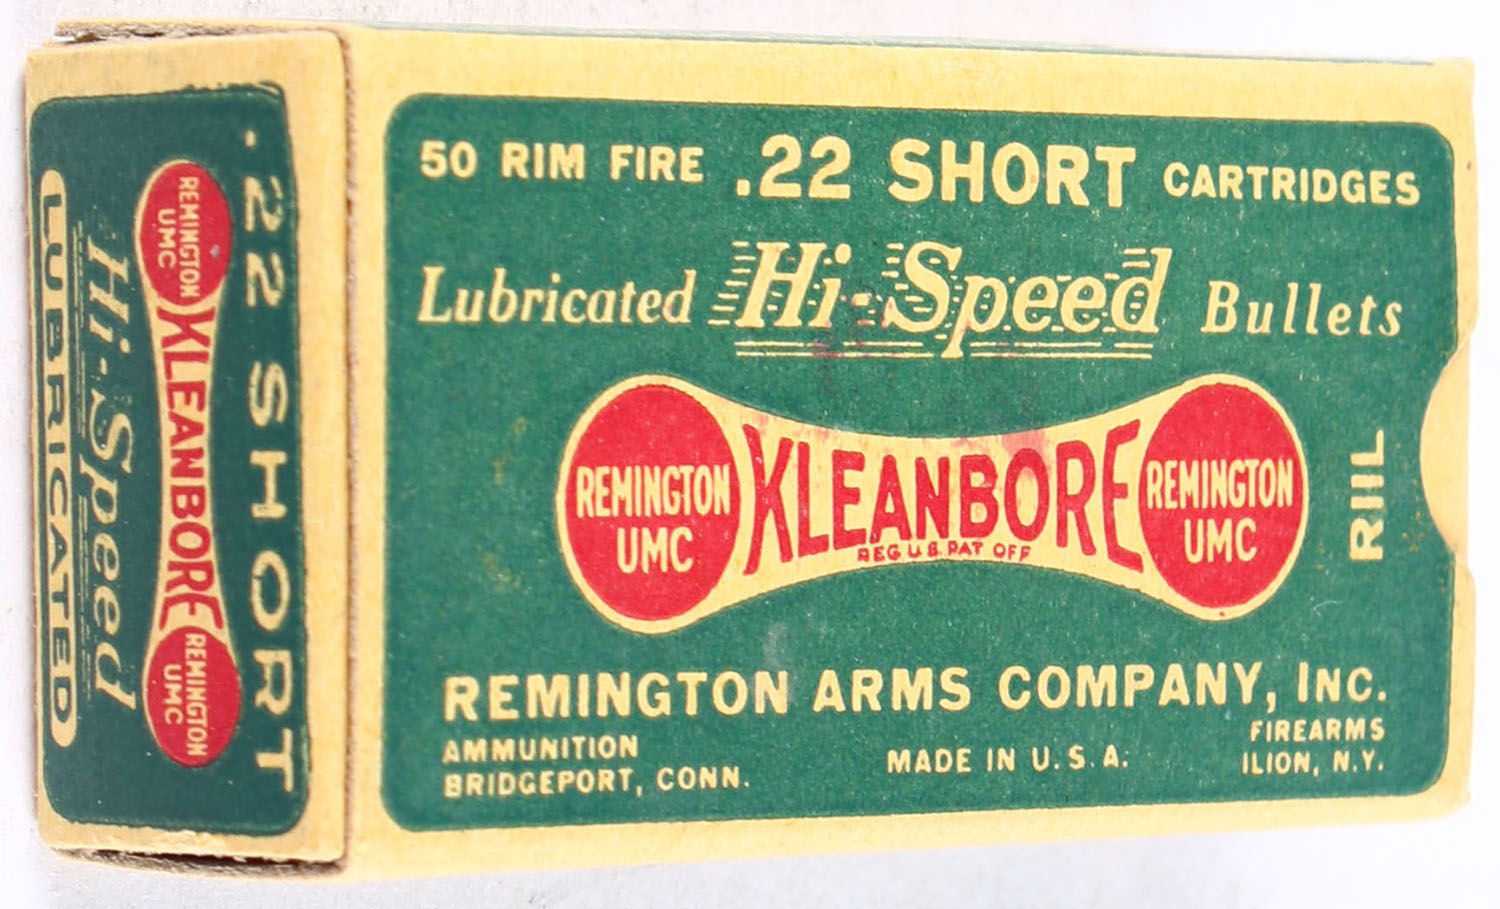 50 RIM FIRE .22 SHORT CARTRIDGES
Lubricated Hi-Speed Bullets
REMINGTON UMC
KLEANBORE
REG U.S. PAT OFF
REMINGTON UMC
R11L
REMINGTON ARMS COMPANY, INC.
AMMUNITION
BRIDGEPORT, CONN.
MADE IN U.S.A.
FIREARMS
ILION, N.Y.
.22 SHORT
REMINGTON UMC
KLEANBORE
REMINGTON UMC
Hi-Speed
LUBRICATED